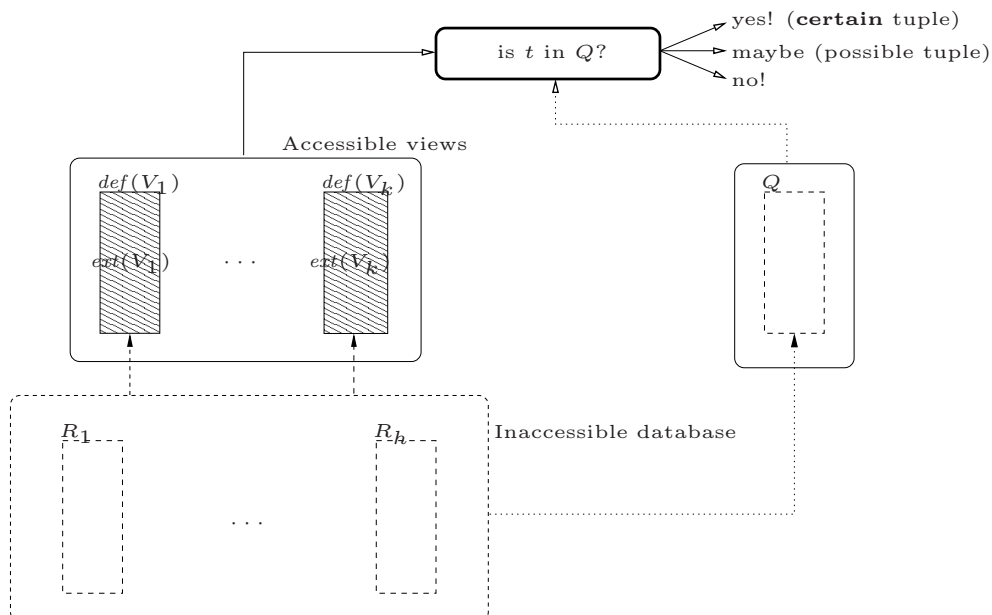 yes! (certain tuple)
is t in Q?
maybe (possible tuple)
no!
Accessible views
def(V1)
def(Vk)
Q
ext(V1)
· · ·
ext(Vk)
R1
Rh
Inaccessible database
· · ·